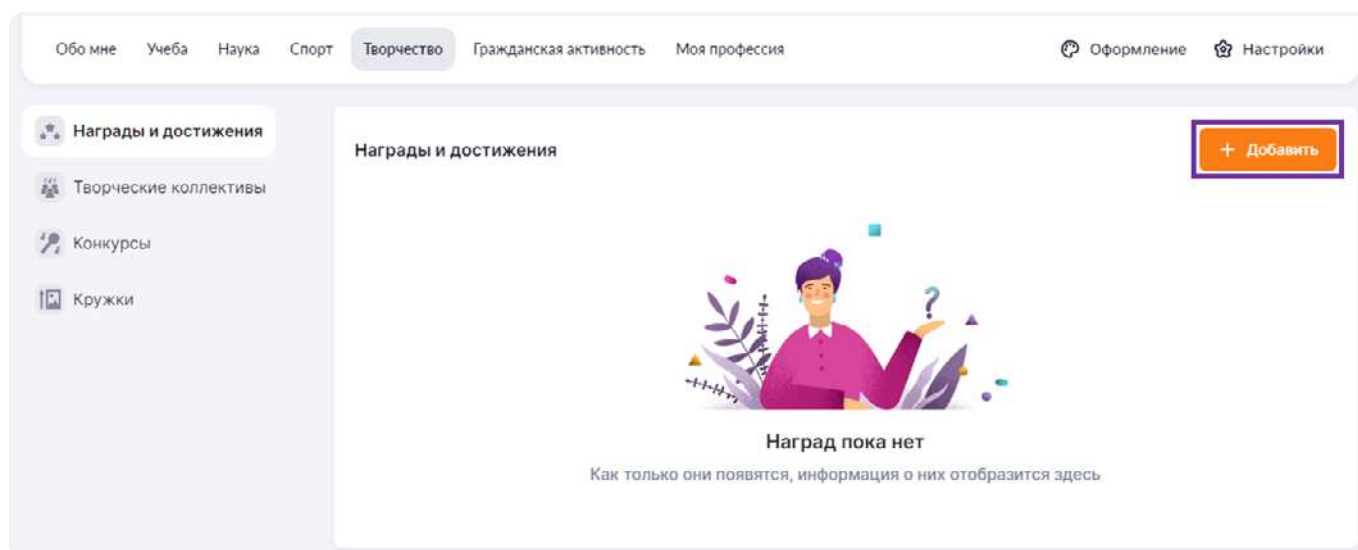 Обо мне Учеба Наука Спорт Творчество Гражданская активность Моя профессия Оформление Настройки
Награды и достижения
Творческие коллективы
Конкурсы
Кружки
Награды и достижения + Добавить
?
Наград пока нет
Как только они появятся, информация о них отобразится здесь